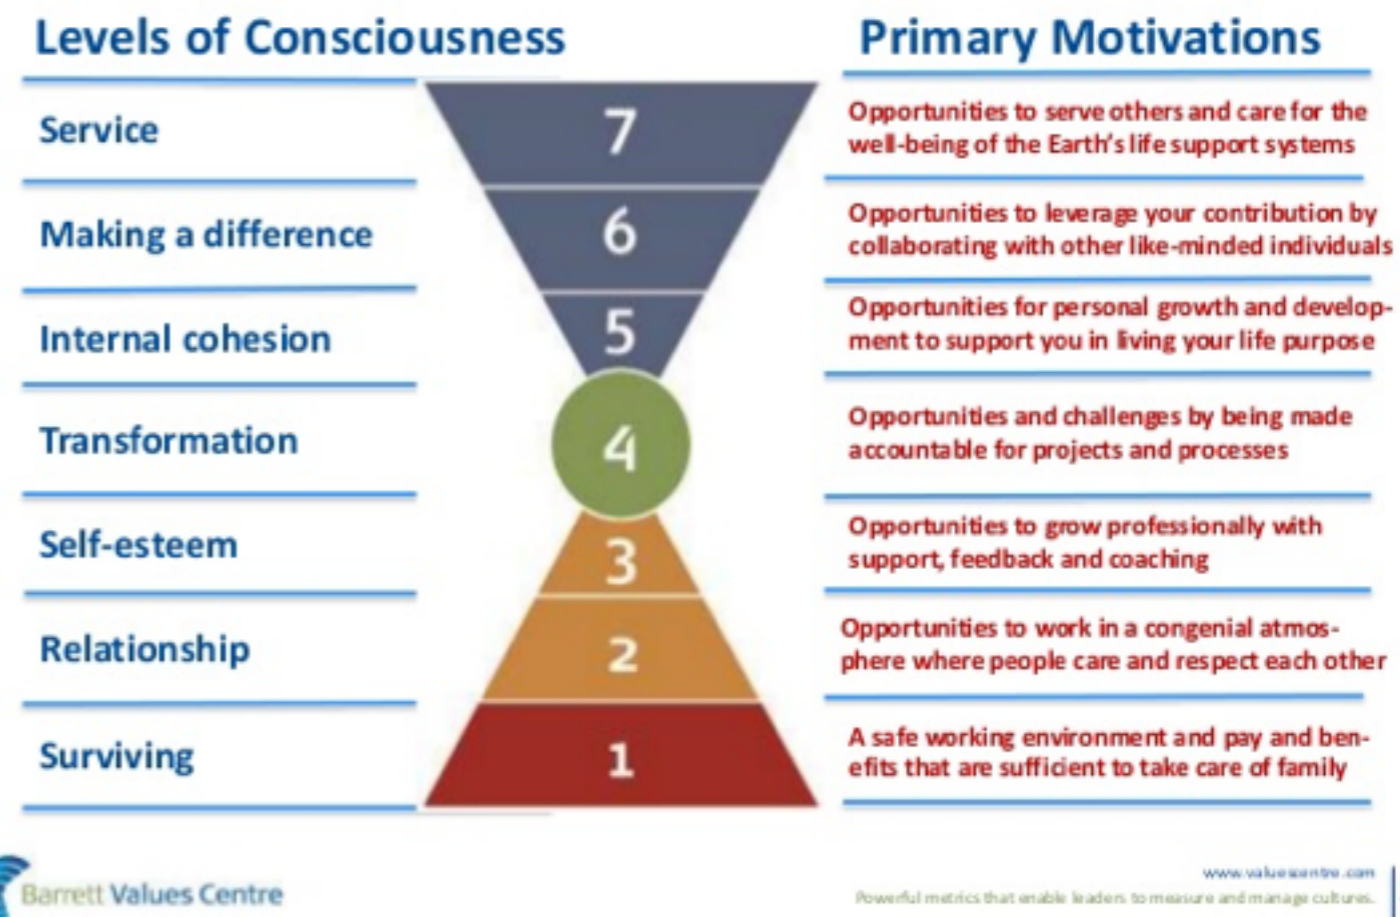 Levels of Consciousness
Primary Motivations
Service
7
Opportunities to serve others and care for the
well-being of the Earth's life support systems
Making a difference
6
Opportunities to leverage your contribution by
collaborating with other like-minded individuals
Internal cohesion
5
Opportunities for personal growth and develop-
ment to support you in living your life purpose
Transformation
4
Opportunities and challenges by being made
accountable for projects and processes
Self-esteem
3
Opportunities to grow professionally with
support, feedback and coaching
Relationship
2
Opportunities to work in a congenial atmos-
phere where people care and respect each other
Surviving
1
A safe working environment and pay and ben-
efits that are sufficient to take care of family
Barrett Values Centre
www.valuescentre.com
Powerful metrics that enable leaders to measure and manage cultures.